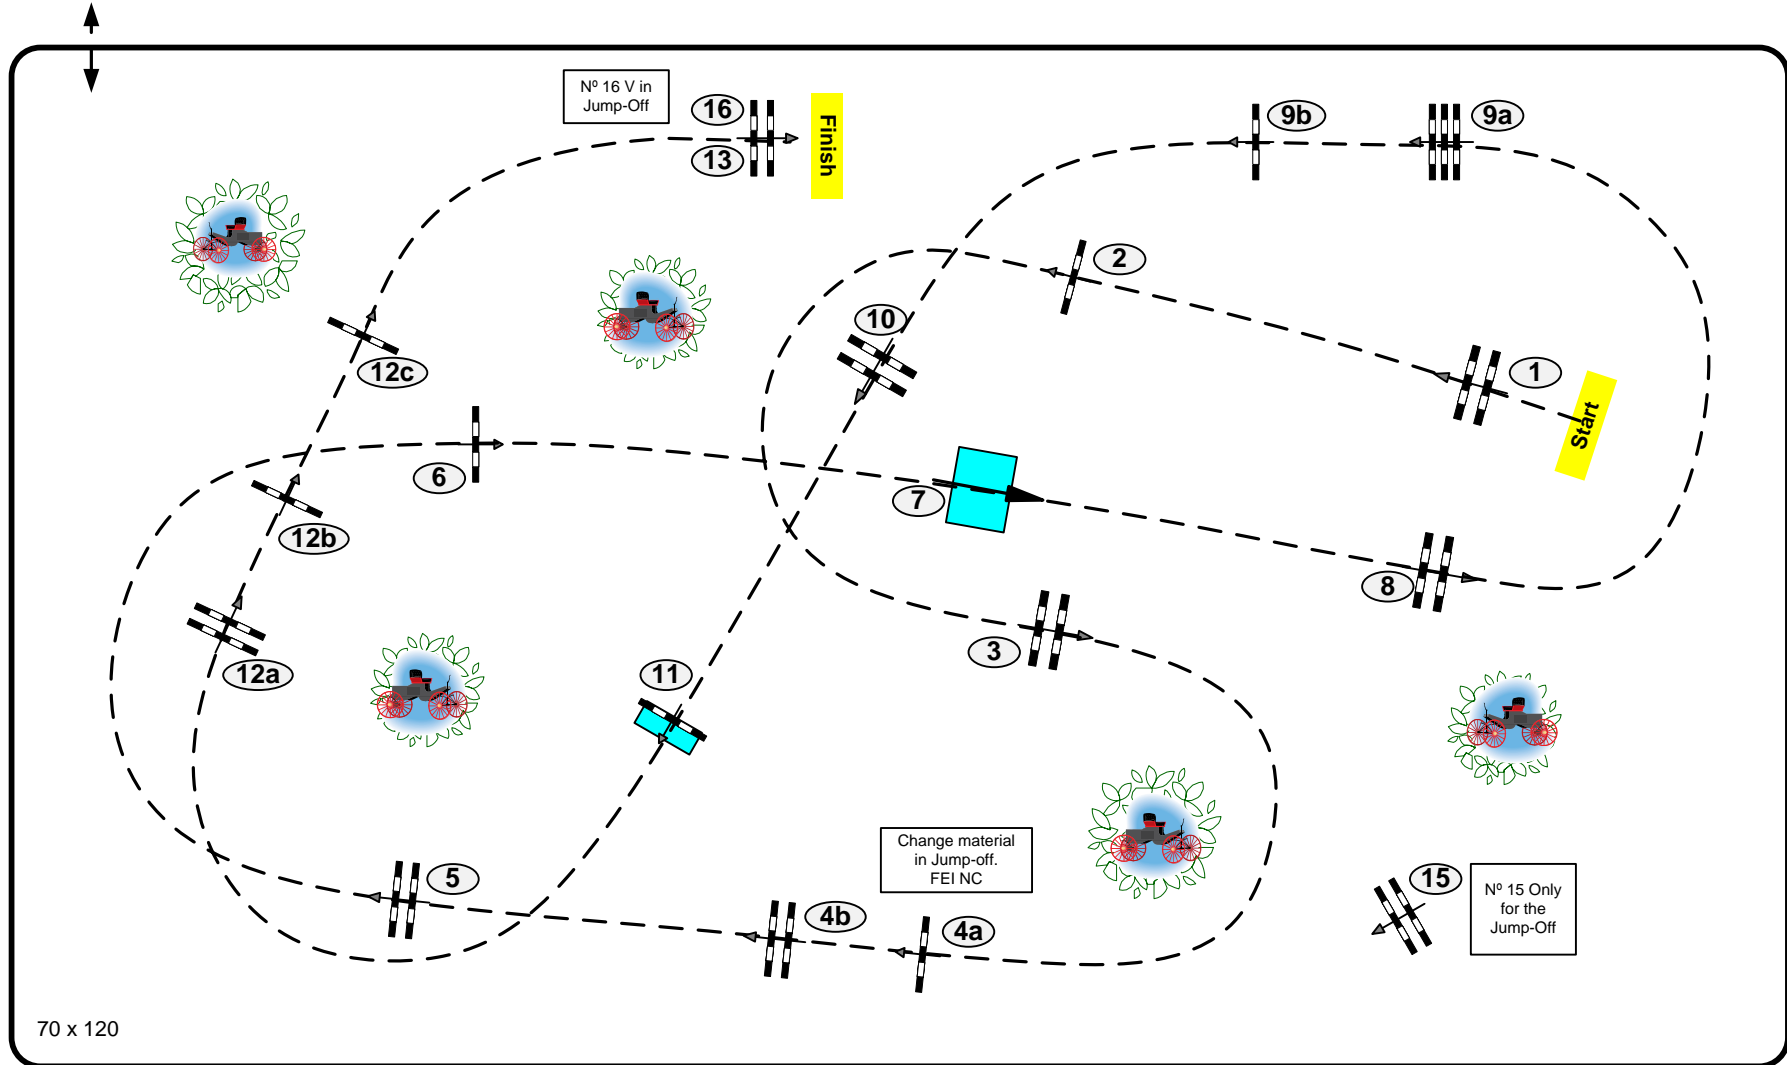 Nº 16 V in
Jump-Off
16
13
Finish
9b
9a
2
10
1
Start
12c
6
7
12b
8
3
12a
11
Change material
in Jump-off.
FEI NC
5
4b
4a
15
Nº 15 Only
for the
Jump-Off
70 x 120